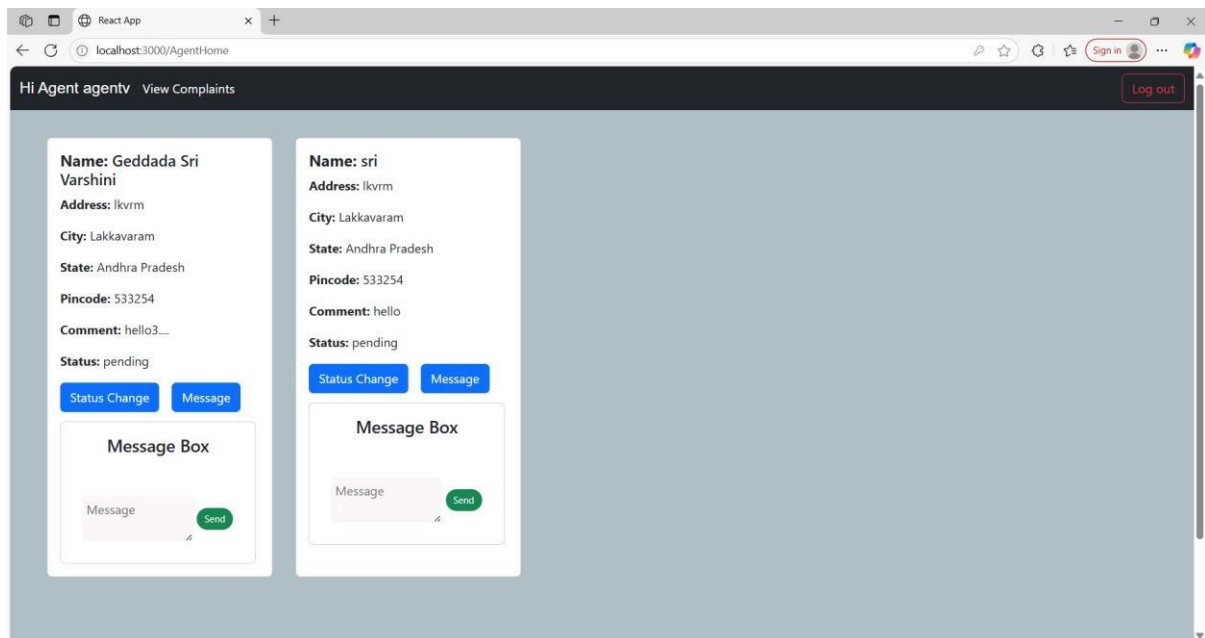 React App
localhost:3000/AgentHome
Sign in
Hi Agent agentv View Complaints
Log out
Name: Geddada Sri
Varshini
Address: lkvrm
City: Lakkavaram
State: Andhra Pradesh
Pincode: 533254
Comment: hello3....
Status: pending
Status Change
Message
Message Box
Message
Send
Name: sri
Address: lkvrm
City: Lakkavaram
State: Andhra Pradesh
Pincode: 533254
Comment: hello
Status: pending
Status Change
Message
Message Box
Message
Send